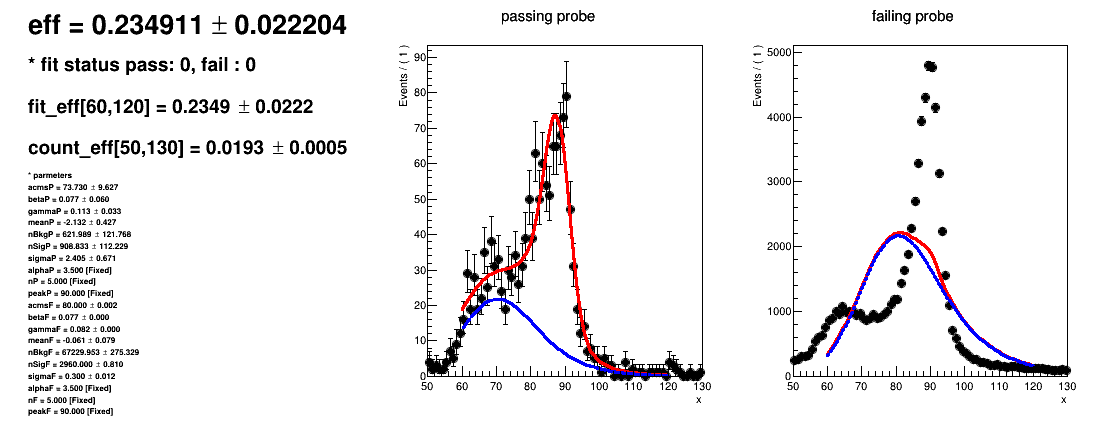 eff = 0.234911 ± 0.022204
* fit status pass: 0, fail : 0
fit_eff[60,120] = 0.2349 ± 0.0222
count_eff[50,130] = 0.0193 ± 0.0005
* parmeters
acmsP = 73.730 ± 9.627
betaP = 0.077 ± 0.060
gammaP = 0.113 ± 0.033
meanP = -2.132 ± 0.427
nBkgP = 621.989 ± 121.768
nSigP = 908.833 ± 112.229
sigmaP = 2.405 ± 0.671
alphaP = 3.500 [Fixed]
nP = 5.000 [Fixed]
peakP = 90.000 [Fixed]
acmsF = 80.000 ± 0.002
betaF = 0.077 ± 0.000
gammaF = 0.082 ± 0.000
meanF = -0.061 ± 0.079
nBkgF = 67229.953 ± 275.329
nSigF = 2960.000 ± 0.810
sigmaF = 0.300 ± 0.012
alphaF = 3.500 [Fixed]
nF = 5.000 [Fixed]
peakF = 90.000 [Fixed]
passing probe
Events / ( 1 )
90
80
70
60
50
40
30
20
10
0
50 60 70 80 90 100 110 120 130
x
failing probe
Events / ( 1 )
5000
4000
3000
2000
1000
0
50 60 70 80 90 100 110 120 130
x